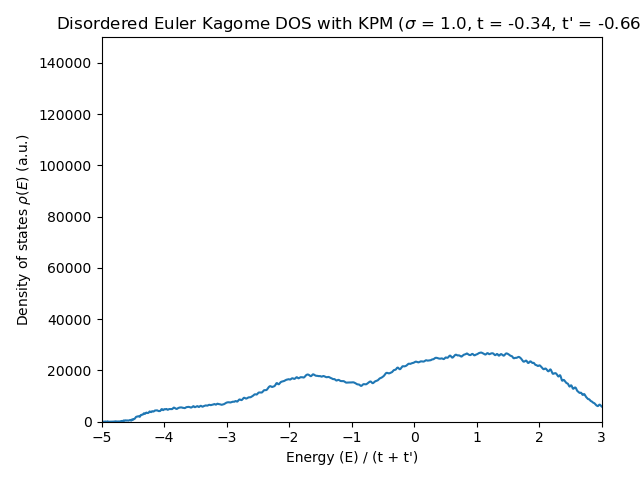 Disordered Euler Kagome DOS with KPM (σ = 1.0, t = -0.34, t' = -0.66
140000
120000
100000
80000
60000
40000
20000
0
Density of states ρ(E) (a.u.)
−5 −4 −3 −2 −1 0 1 2 3
Energy (E) / (t + t')